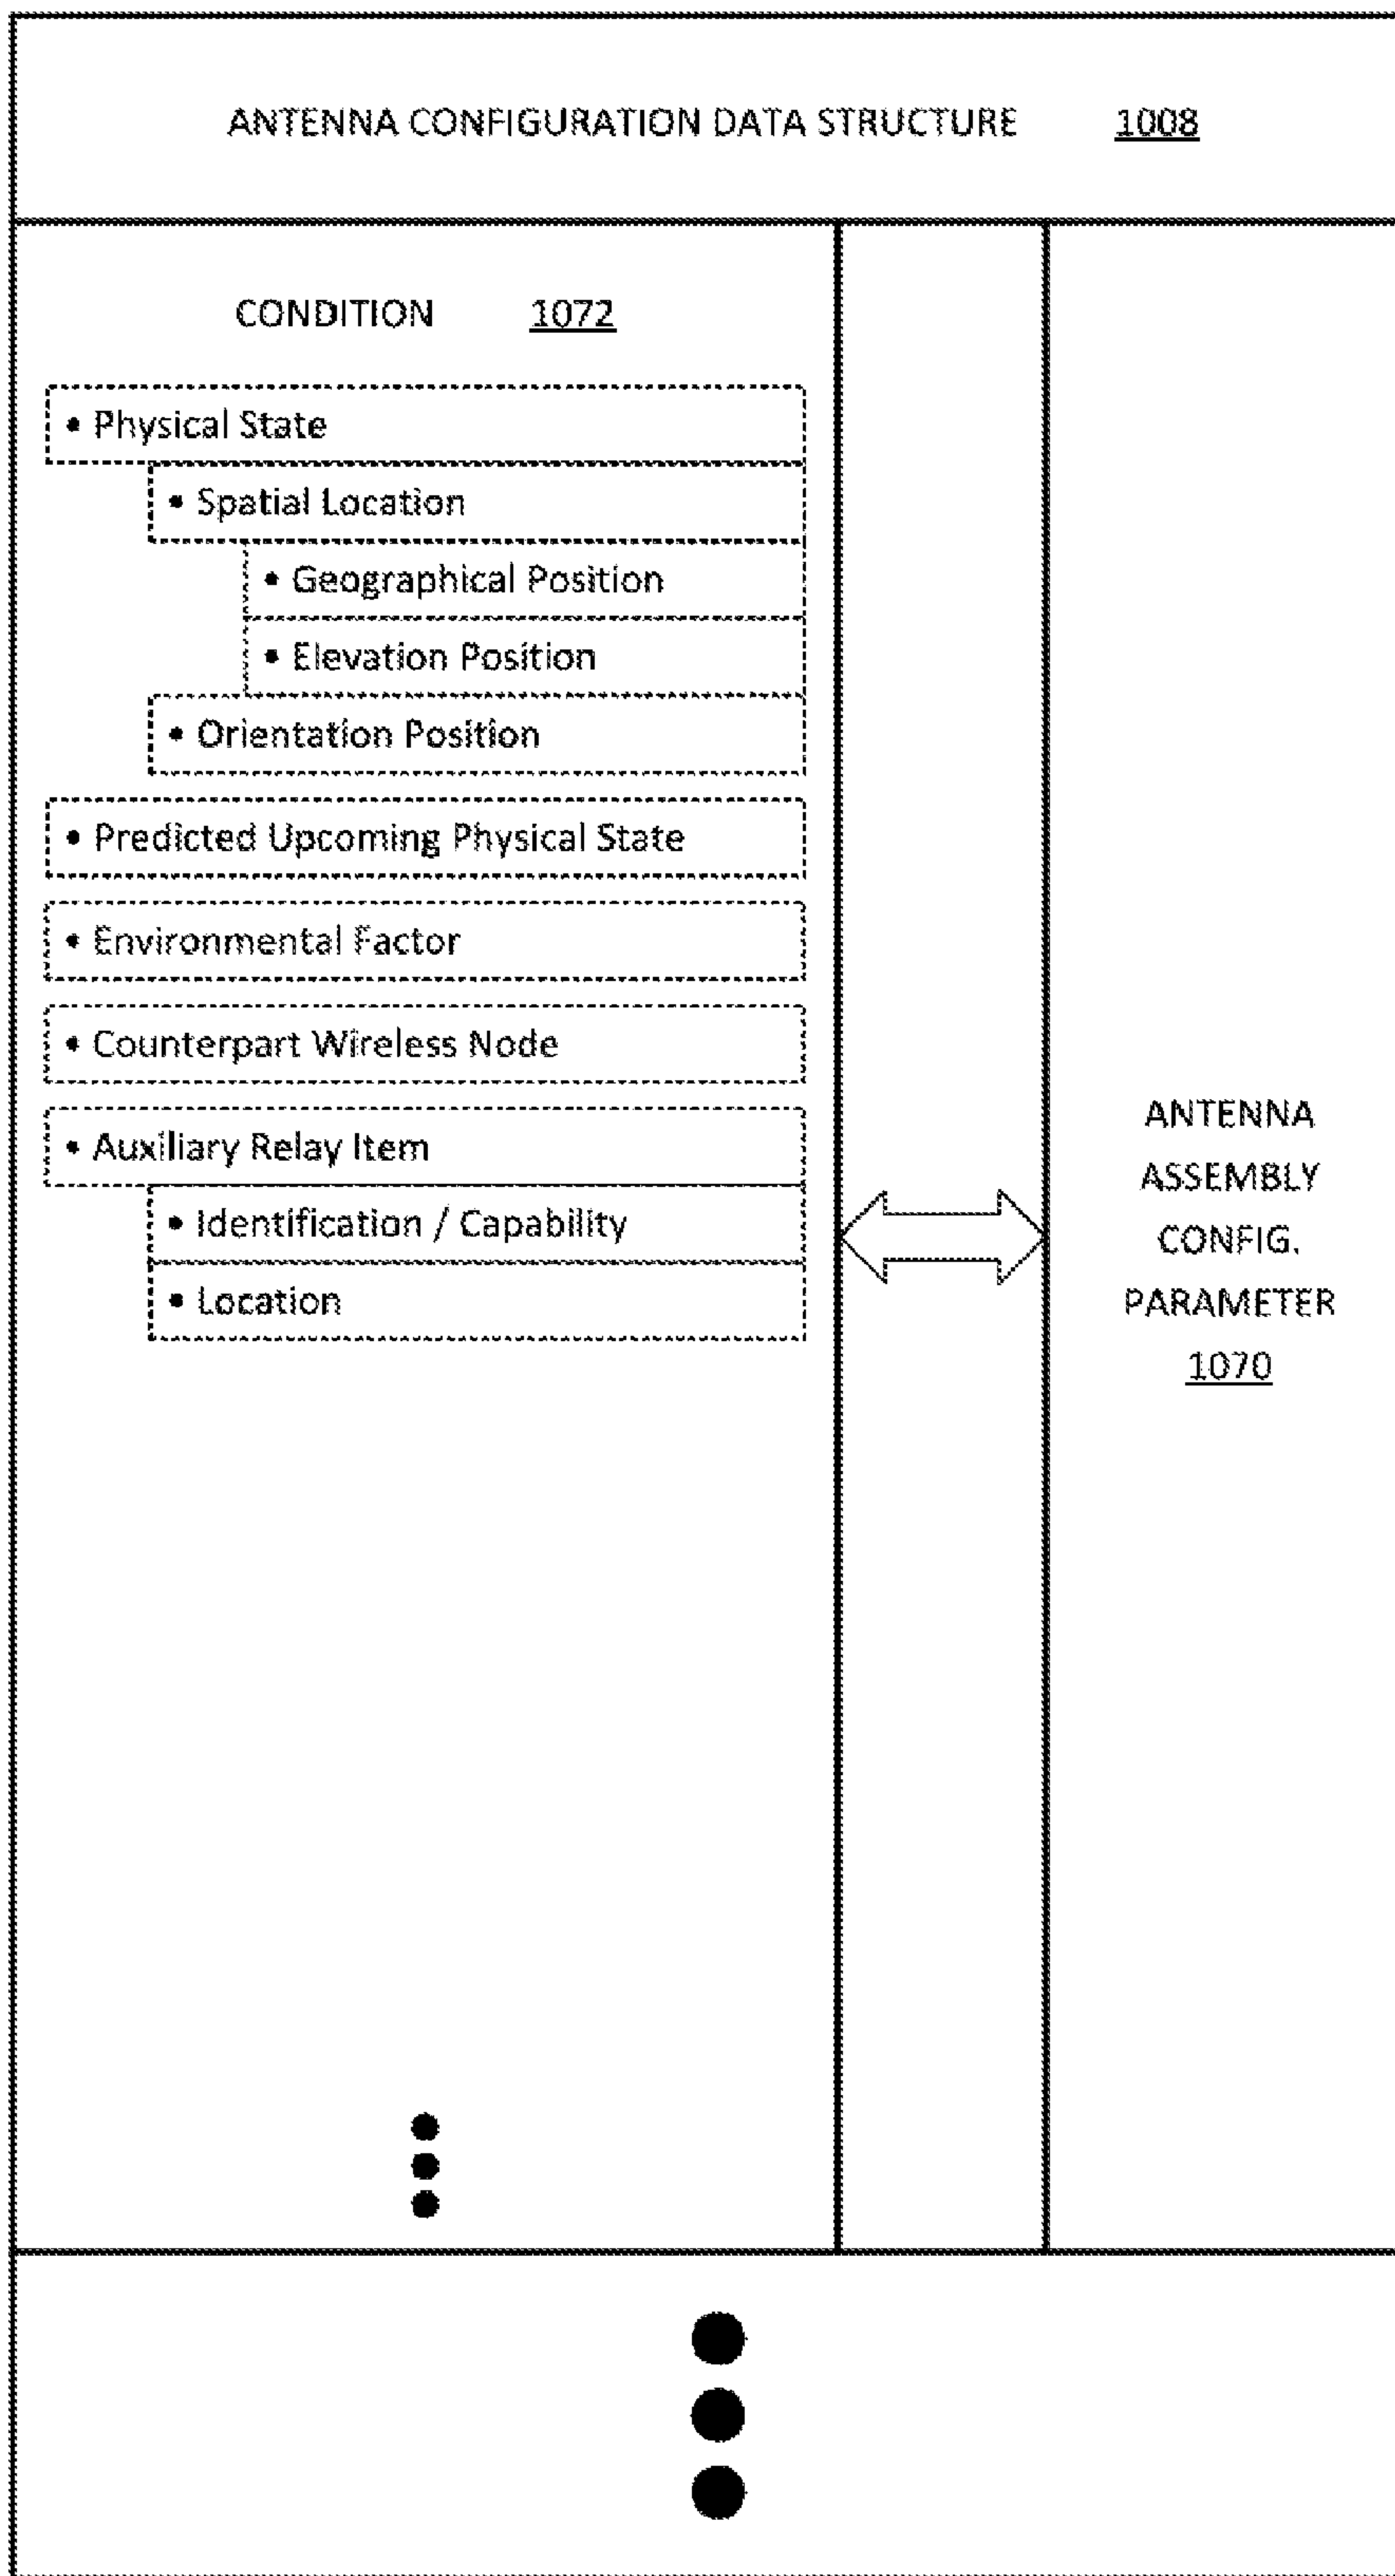 ANTENNA CONFIGURATION DATA STRUCTURE 1008
CONDITION 1072
• Physical State
• Spatial Location
• Geographical Position
• Elevation Position
• Orientation Position
• Predicted Upcoming Physical State
• Environmental Factor
• Counterpart Wireless Node
• Auxiliary Relay Item
• Identification / Capability
• Location
ANTENNA
ASSEMBLY
CONFIG.
PARAMETER
1070